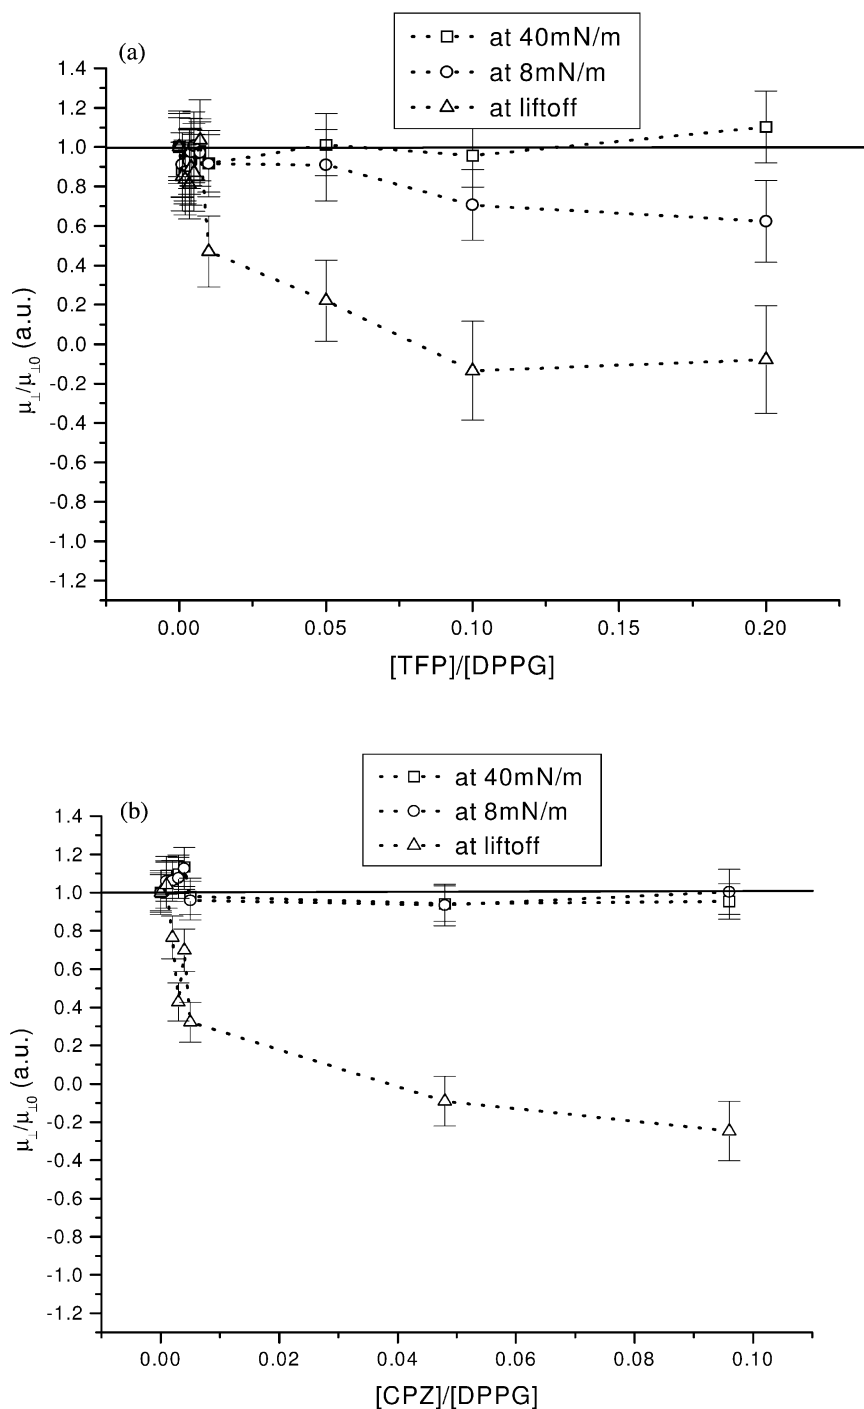 (a)
at 40mN/m
at 8mN/m
at liftoff
1.4
1.2
1.0
0.8
0.6
0.4
0.2
0.0
-0.2
-0.4
-0.6
-0.8
-1.0
-1.2
μ⊥/μ⊥0 (a.u.)
0.00 0.05 0.10 0.15 0.20
[TFP]/[DPPG]
(b)
at 40mN/m
at 8mN/m
at liftoff
1.4
1.2
1.0
0.8
0.6
0.4
0.2
0.0
-0.2
-0.4
-0.6
-0.8
-1.0
-1.2
μ⊥/μ⊥0 (a.u.)
0.00 0.02 0.04 0.06 0.08 0.10
[CPZ]/[DPPG]